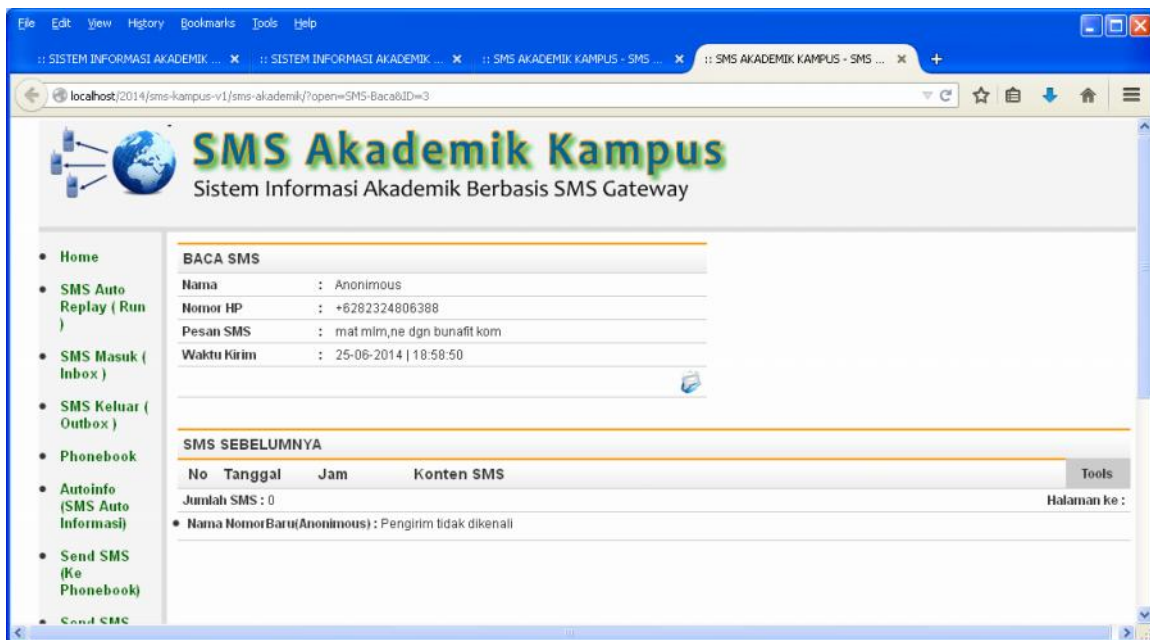 File Edit View History Bookmarks Tools Help
:: SISTEM INFORMASI AKADEMIK ... :: SISTEM INFORMASI AKADEMIK ... :: SMS AKADEMIK KAMPUS - SMS ... :: SMS AKADEMIK KAMPUS - SMS ...
localhost/2014/sms-kampus-v1/sms-akademik/?open=SMS-Baca&ID=3
SMS Akademik Kampus
Sistem Informasi Akademik Berbasis SMS Gateway
Home
SMS Auto
Replay ( Run
)
SMS Masuk (
Inbox )
SMS Keluar (
Outbox )
Phonebook
Autoinfo
(SMS Auto
Informasi)
Send SMS
(Ke
Phonebook)
Send SMS
BACA SMS
Nama : Anonimous
Nomor HP : +6282324806388
Pesan SMS : mat mlm,ne dgn bunafit kom
Waktu Kirim : 25-06-2014 | 18:58:50
SMS SEBELUMNYA
No Tanggal Jam Konten SMS Tools
Jumlah SMS : 0 Halaman ke :
Nama NomorBaru(Anonimous) : Pengirim tidak dikenali